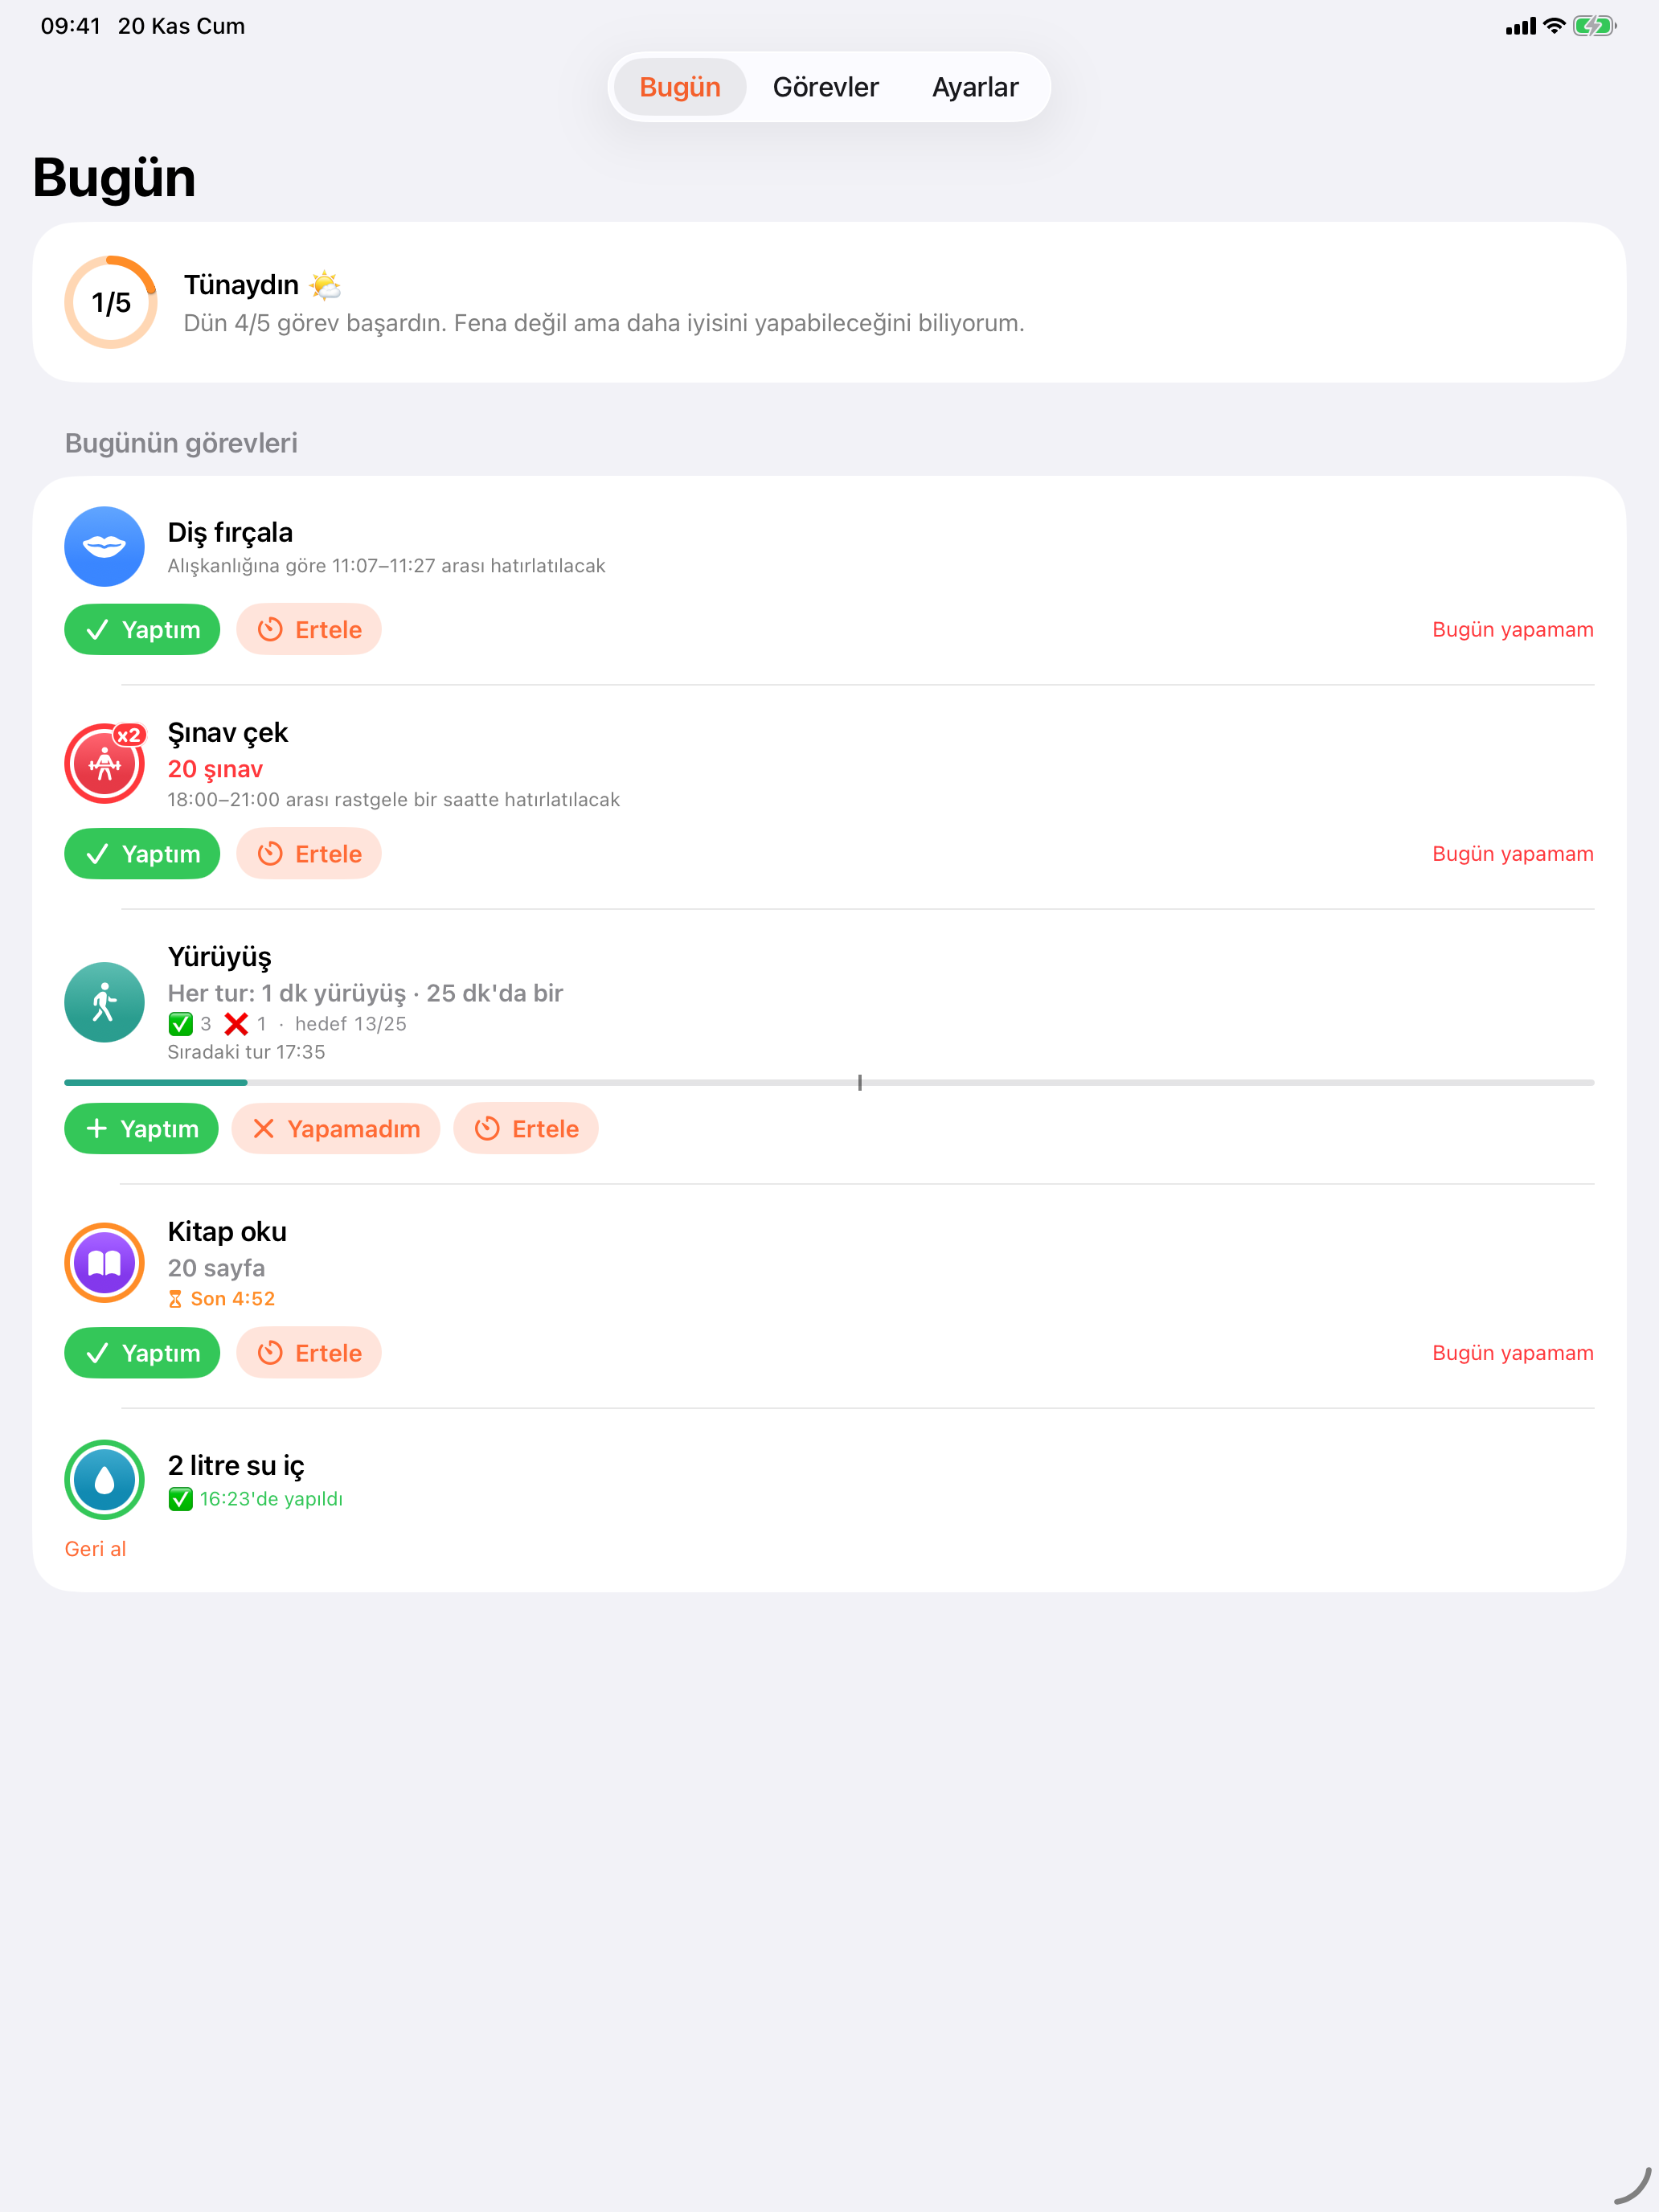 09:41 20 Kas Cum
Bugün Görevler Ayarlar
Bugün
1/5
Tünaydın 🌤️
Dün 4/5 görev başardın. Fena değil ama daha iyisini yapabileceğini biliyorum.
Bugünün görevleri
Diş fırçala
Alışkanlığına göre 11:07–11:27 arası hatırlatılacak
Yaptım Ertele Bugün yapamam
x2
Şınav çek
20 şınav
18:00–21:00 arası rastgele bir saatte hatırlatılacak
Yaptım Ertele Bugün yapamam
Yürüyüş
Her tur: 1 dk yürüyüş · 25 dk'da bir
✅ 3 ❌ 1 · hedef 13/25
Sıradaki tur 17:35
Yaptım Yapamadım Ertele
Kitap oku
20 sayfa
Son 4:52
Yaptım Ertele Bugün yapamam
2 litre su iç
✅ 16:23'de yapıldı
Geri al